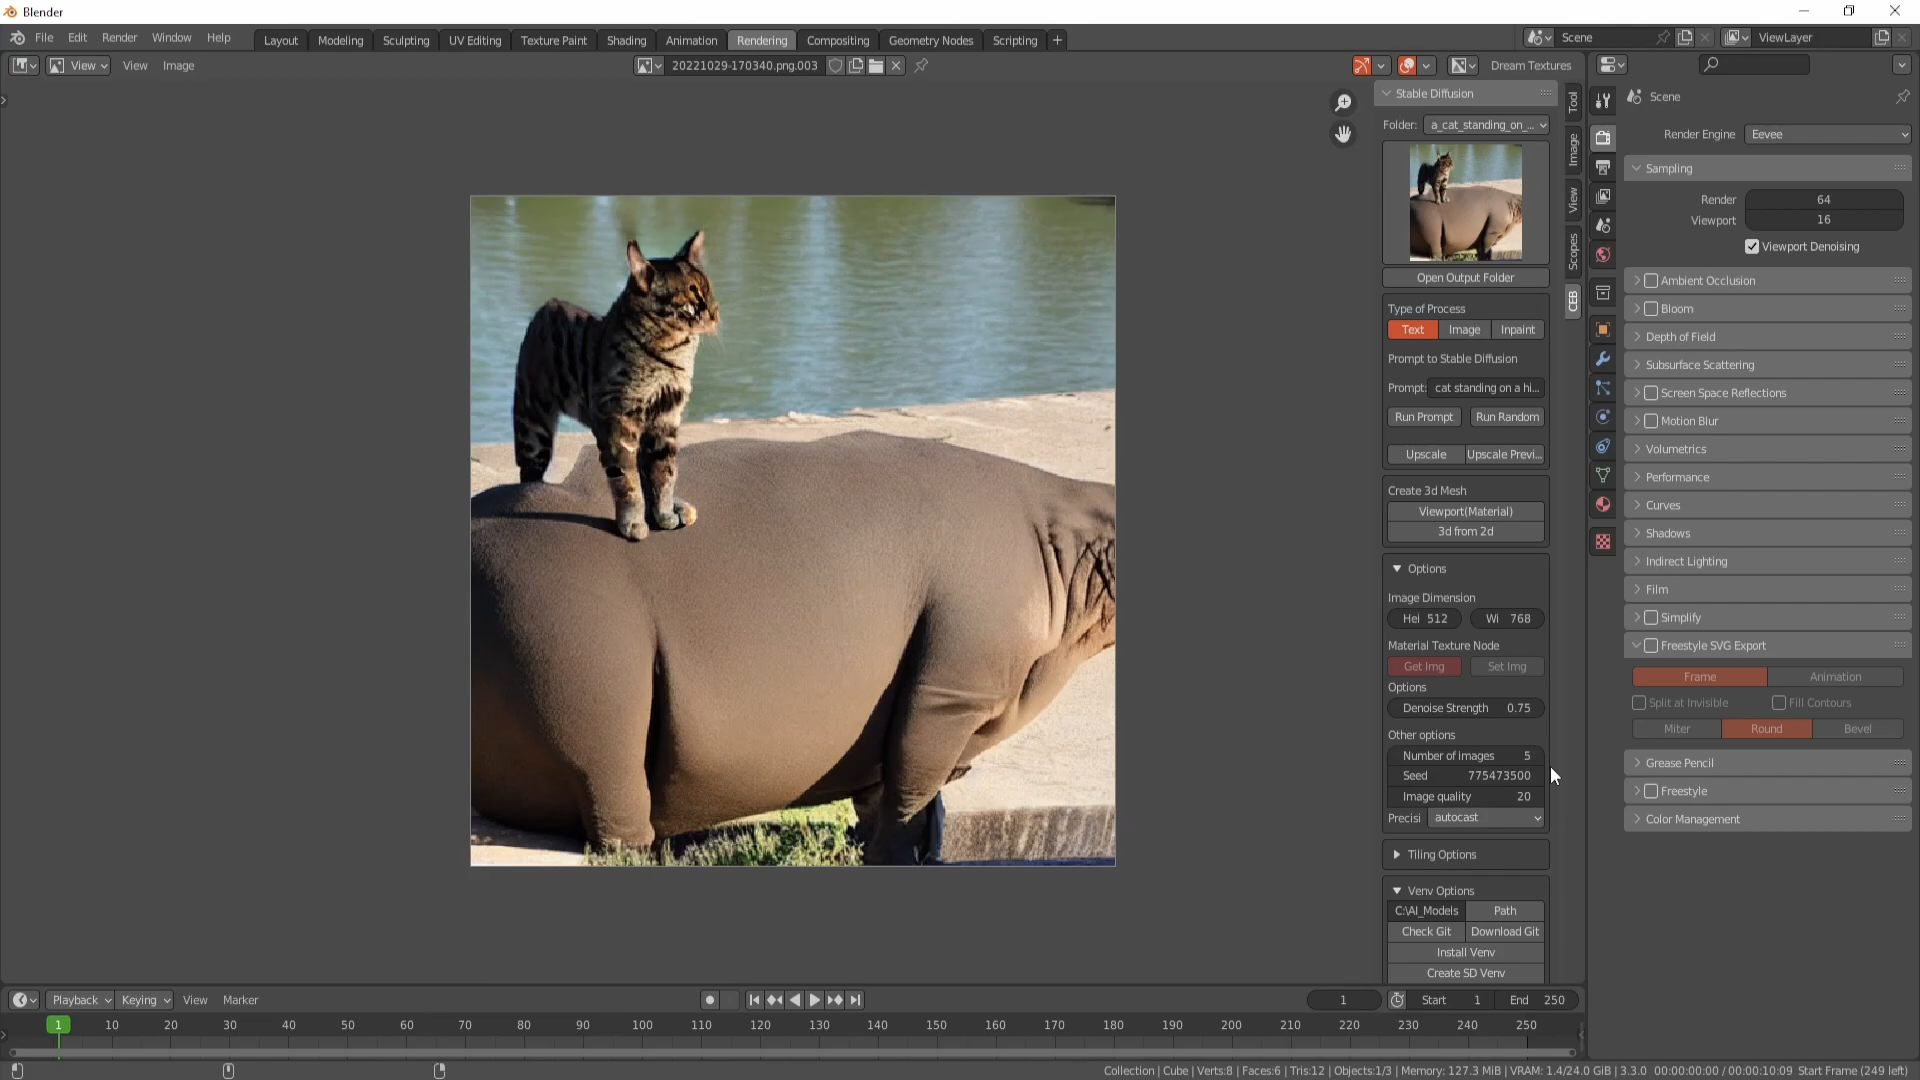 Blender
File Edit Render Window Help Layout Modeling Sculpting UV Editing Texture Paint Shading Animation Rendering Compositing Geometry Nodes Scripting + Scene ViewLayer
View View Image 20221029-170340.png.003 Dream Textures
Stable Diffusion
Folder: a_cat_standing_on_...
Open Output Folder
Type of Process
Text Image Inpaint
Prompt to Stable Diffusion
Prompt: cat standing on a hi...
Run Prompt Run Random
Upscale Upscale Previ...
Create 3d Mesh
Viewport(Material)
3d from 2d
Options
Image Dimension
Hei 512 Wi 768
Material Texture Node
Get Img Set Img
Options
Denoise Strength 0.75
Other options
Number of images 5
Seed 775473500
Image quality 20
Precisi autocast
Tiling Options
Venv Options
C:\AI_Models Path
Check Git Download Git
Install Venv
Create SD Venv
Tool
Image
View
Scopes
CEB
Scene
Render Engine Eevee
Sampling
Render 64
Viewport 16
Viewport Denoising
Ambient Occlusion
Bloom
Depth of Field
Subsurface Scattering
Screen Space Reflections
Motion Blur
Volumetrics
Performance
Curves
Shadows
Indirect Lighting
Film
Simplify
Freestyle SVG Export
Frame Animation
Split at Invisible Fill Contours
Miter Round Bevel
Grease Pencil
Freestyle
Color Management
Playback Keying View Marker 1 Start 1 End 250
1 10 20 30 40 50 60 70 80 90 100 110 120 130 140 150 160 170 180 190 200 210 220 230 240 250
Collection | Cube | Verts:8 | Faces:6 | Tris:12 | Objects:1/3 | Memory: 127.3 MiB | VRAM: 1.4/24.0 GiB | 3.3.0 00:00:00:00 / 00:00:10:09 Start Frame (249 left)